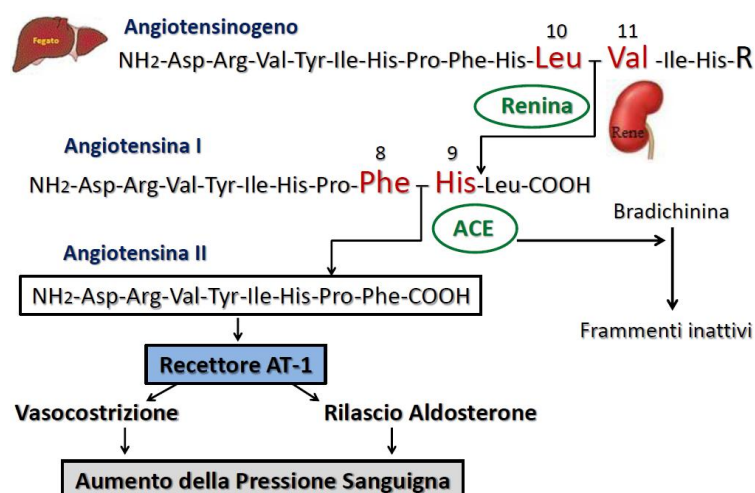 Fegato
Angiotensinogeno
10 11
NH2-Asp-Arg-Val-Tyr-Ile-His-Pro-Phe-His-Leu-Val-Ile-His-R
Renina
Rene
Angiotensina I
8 9
NH2-Asp-Arg-Val-Tyr-Ile-His-Pro-Phe-His-Leu-COOH
ACE
Bradichinina
Angiotensina II
NH2-Asp-Arg-Val-Tyr-Ile-His-Pro-Phe-COOH
Frammenti inattivi
Recettore AT-1
Vasocostrizione
Rilascio Aldosterone
Aumento della Pressione Sanguigna